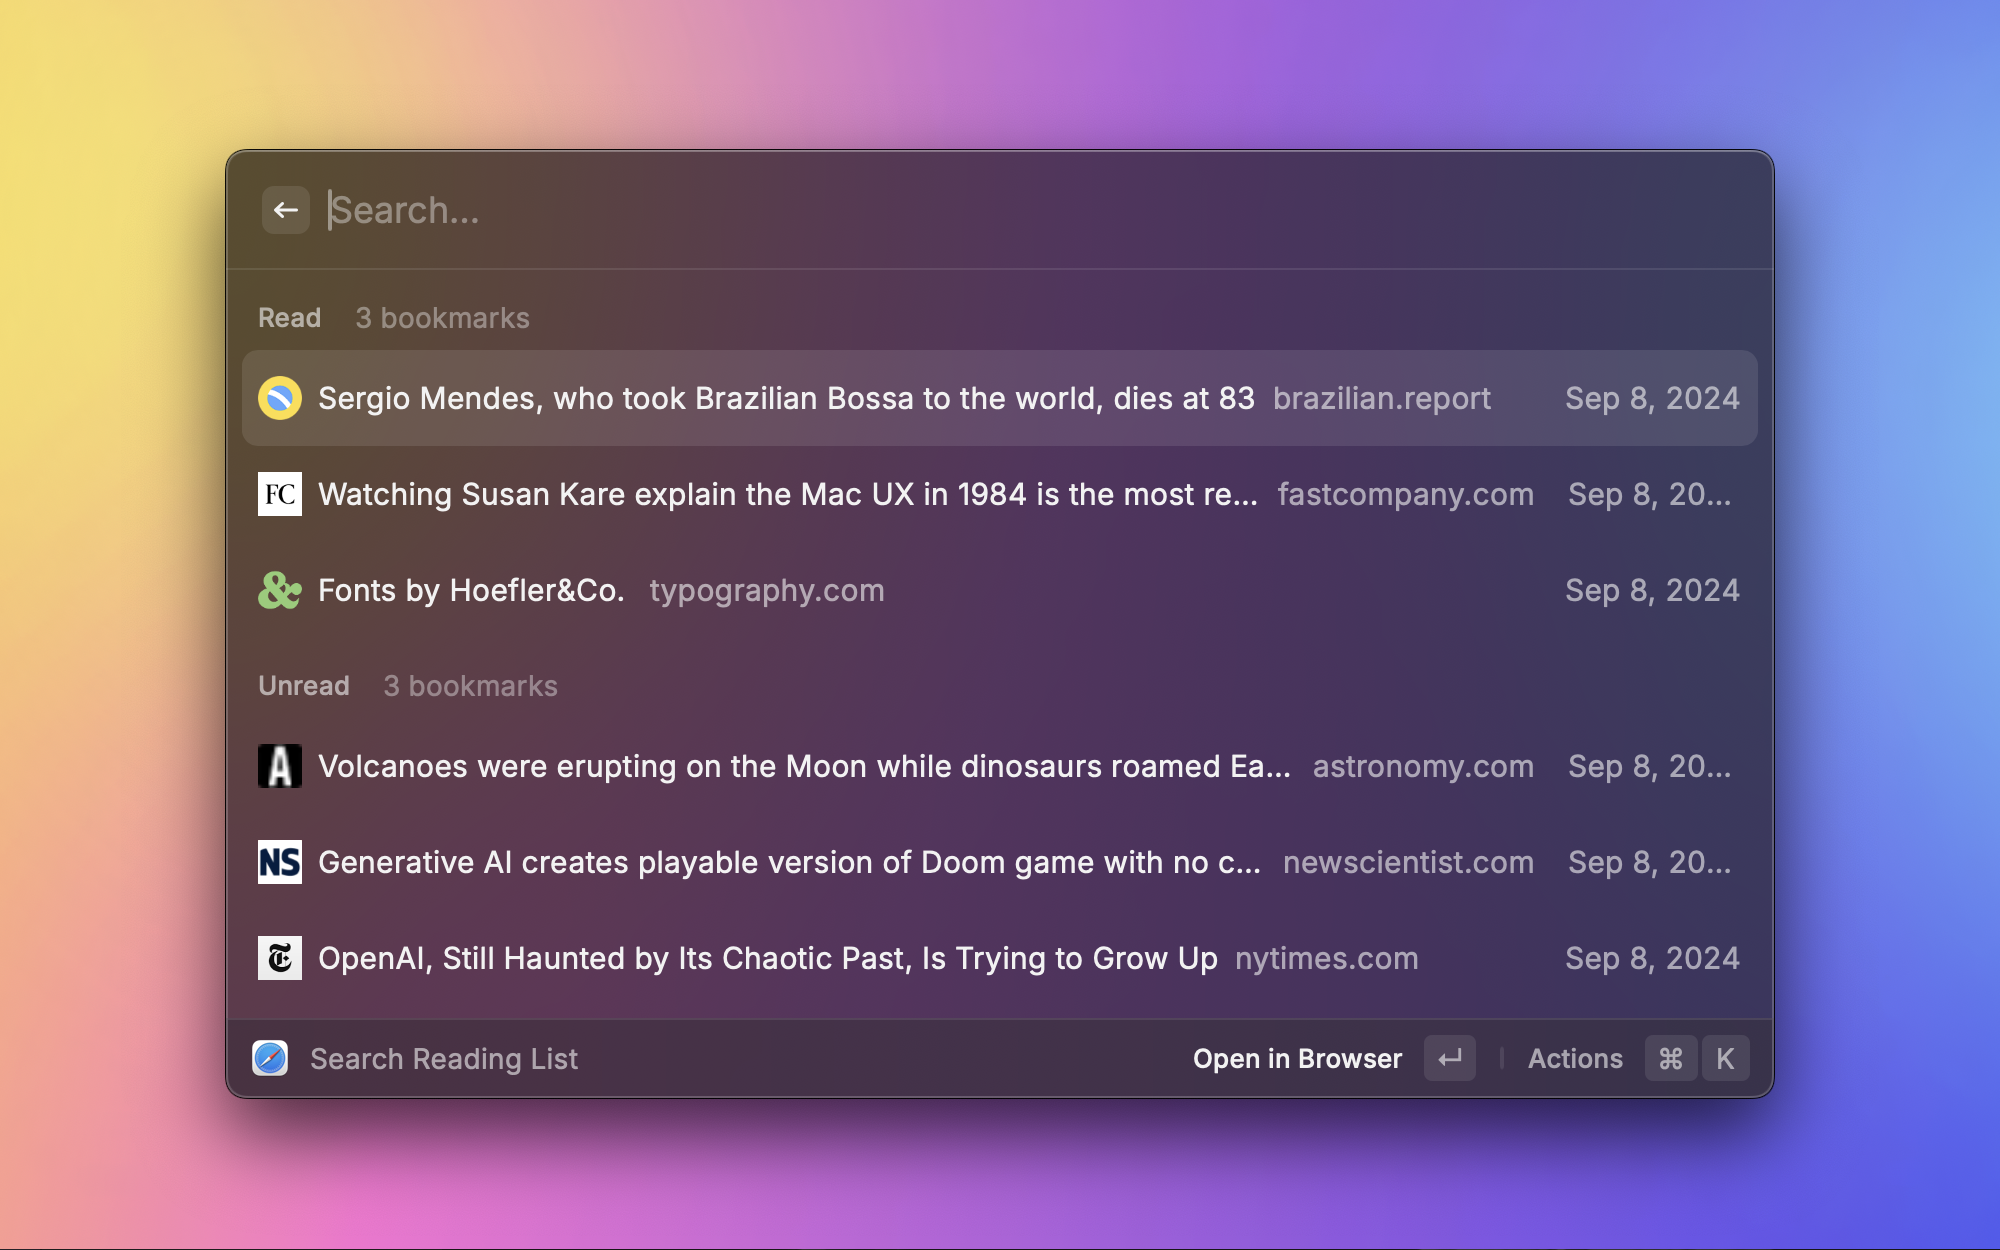 Search...
Read 3 bookmarks
Sergio Mendes, who took Brazilian Bossa to the world, dies at 83 brazilian.report Sep 8, 2024
FC Watching Susan Kare explain the Mac UX in 1984 is the most re... fastcompany.com Sep 8, 20...
& Fonts by Hoefler&Co. typography.com Sep 8, 2024
Unread 3 bookmarks
A Volcanoes were erupting on the Moon while dinosaurs roamed Ea... astronomy.com Sep 8, 20...
NS Generative AI creates playable version of Doom game with no c... newscientist.com Sep 8, 20...
T OpenAI, Still Haunted by Its Chaotic Past, Is Trying to Grow Up nytimes.com Sep 8, 2024
Search Reading List Open in Browser ↵ Actions ⌘ K